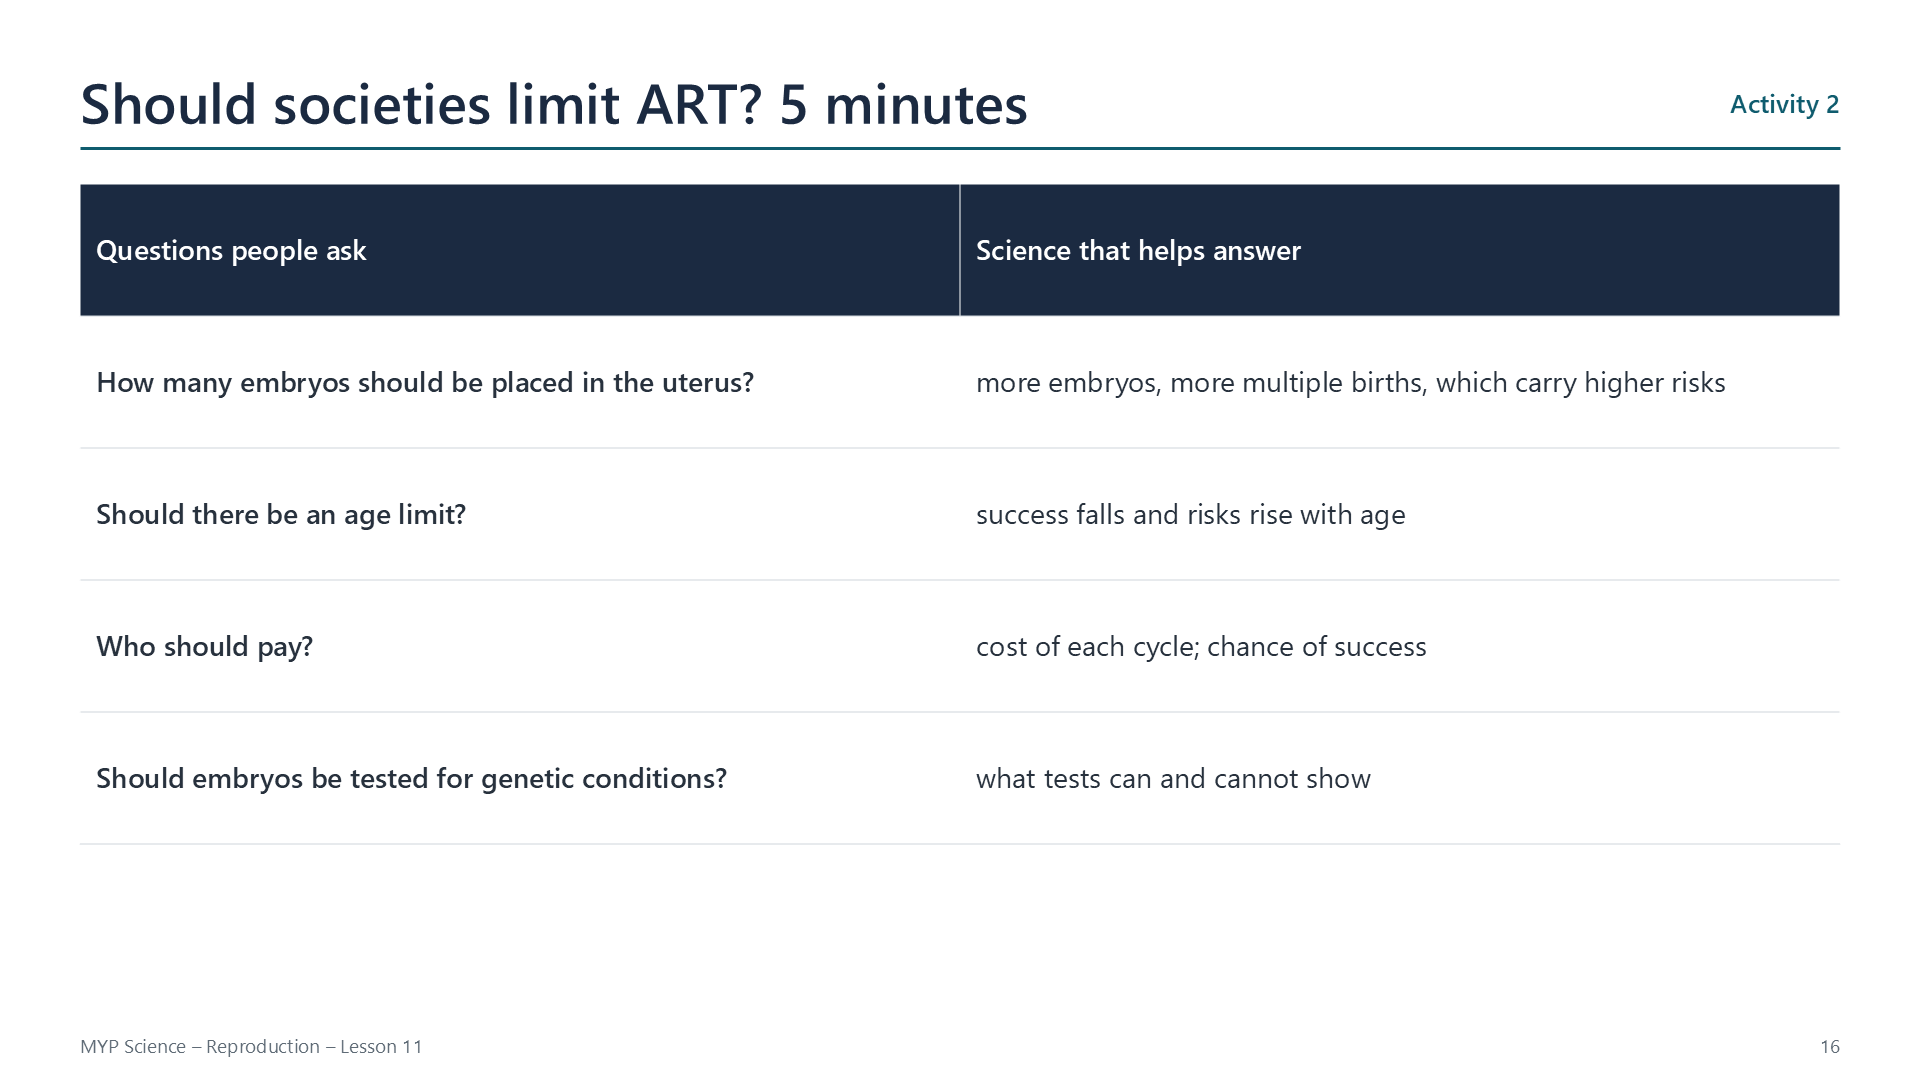 Should societies limit ART? 5 minutes
Activity 2
Questions people ask
Science that helps answer
How many embryos should be placed in the uterus?
more embryos, more multiple births, which carry higher risks
Should there be an age limit?
success falls and risks rise with age
Who should pay?
cost of each cycle; chance of success
Should embryos be tested for genetic conditions?
what tests can and cannot show
MYP Science – Reproduction – Lesson 11
16